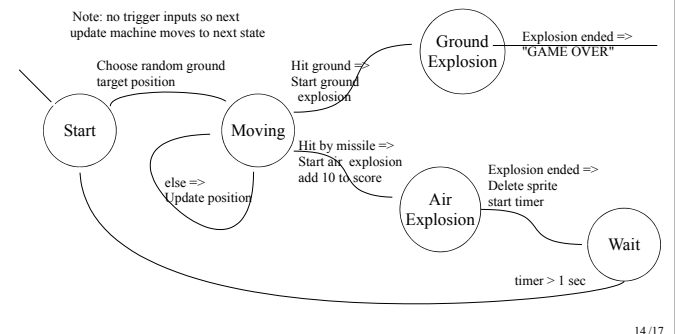 Note: no trigger inputs so next
update machine moves to next state
Choose random ground
target position
Start
Moving
else =>
Update position
Hit ground =>
Start ground
explosion
Ground
Explosion
Explosion ended =>
"GAME OVER"
Hit by missile =>
Start air explosion
add 10 to score
Air
Explosion
Explosion ended =>
Delete sprite
start timer
Wait
timer > 1 sec
14/17